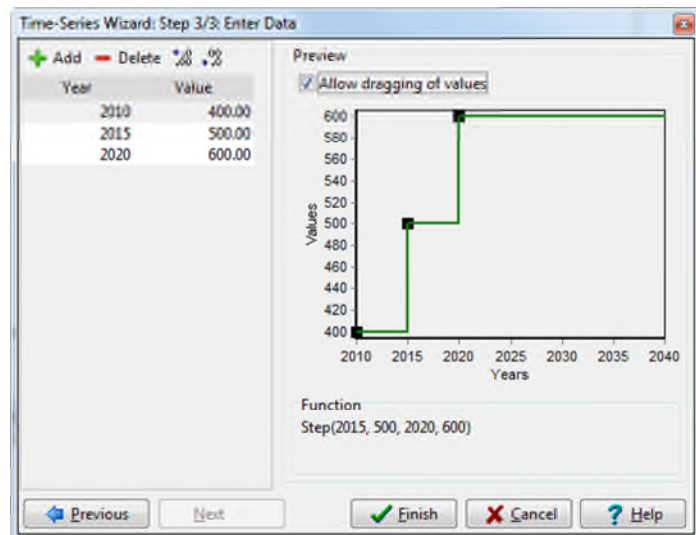 Time-Series Wizard: Step 3/3: Enter Data
Add Delete
Year Value
2010 400.00
2015 500.00
2020 600.00
Preview
Allow dragging of values
600
580
560
540
520
500
480
460
440
420
400
Values
2010 2015 2020 2025 2030 2035 2040
Years
Function
Step(2015, 500, 2020, 600)
Previous Next Finish Cancel ? Help